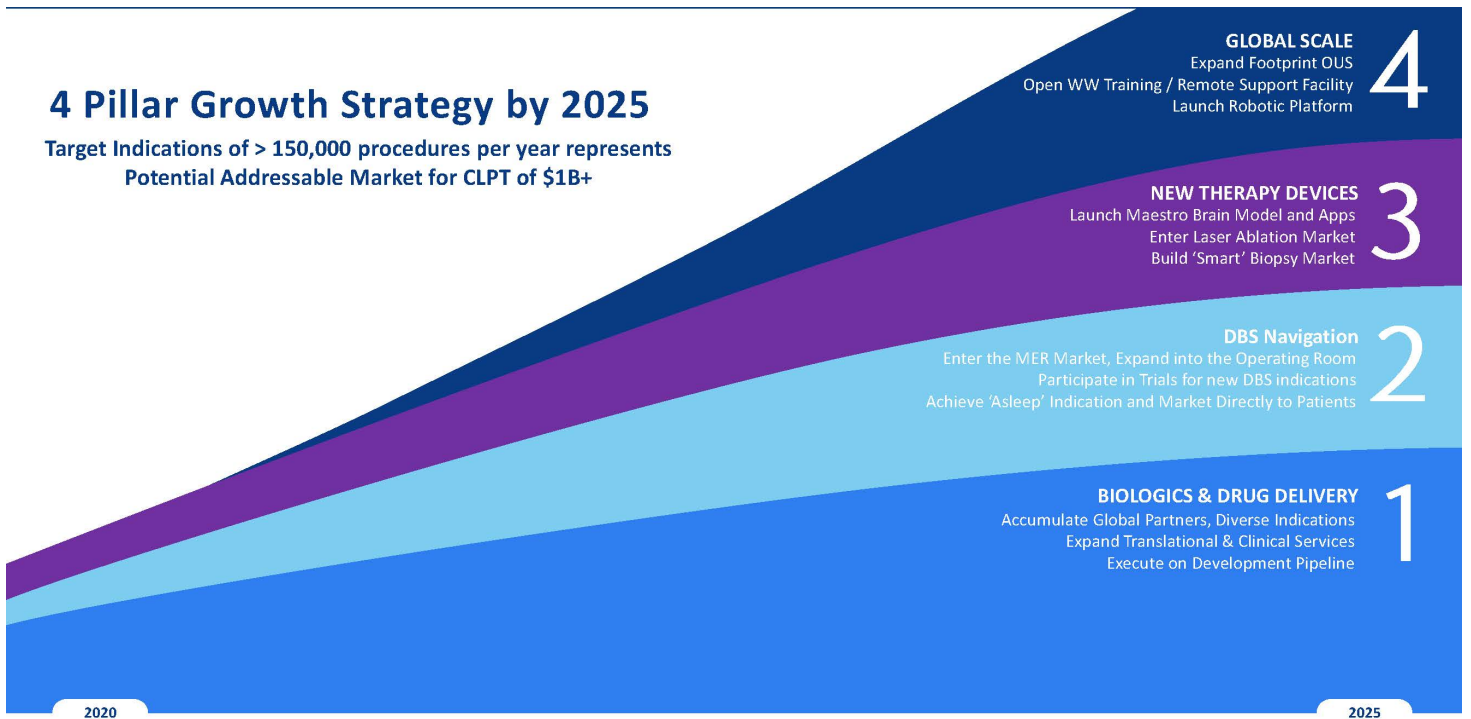 4 Pillar Growth Strategy by 2025
Target Indications of > 150,000 procedures per year represents
Potential Addressable Market for CLPT of $1B+
GLOBAL SCALE
Expand Footprint OUS
Open WW Training / Remote Support Facility
Launch Robotic Platform
4
NEW THERAPY DEVICES
Launch Maestro Brain Model and Apps
Enter Laser Ablation Market
Build ‘Smart’ Biopsy Market
3
DBS Navigation
Enter the MER Market, Expand into the Operating Room
Participate in Trials for new DBS indications
Achieve ‘Asleep’ Indication and Market Directly to Patients
2
BIOLOGICS & DRUG DELIVERY
Accumulate Global Partners, Diverse Indications
Expand Translational & Clinical Services
Execute on Development Pipeline
1
2020
2025